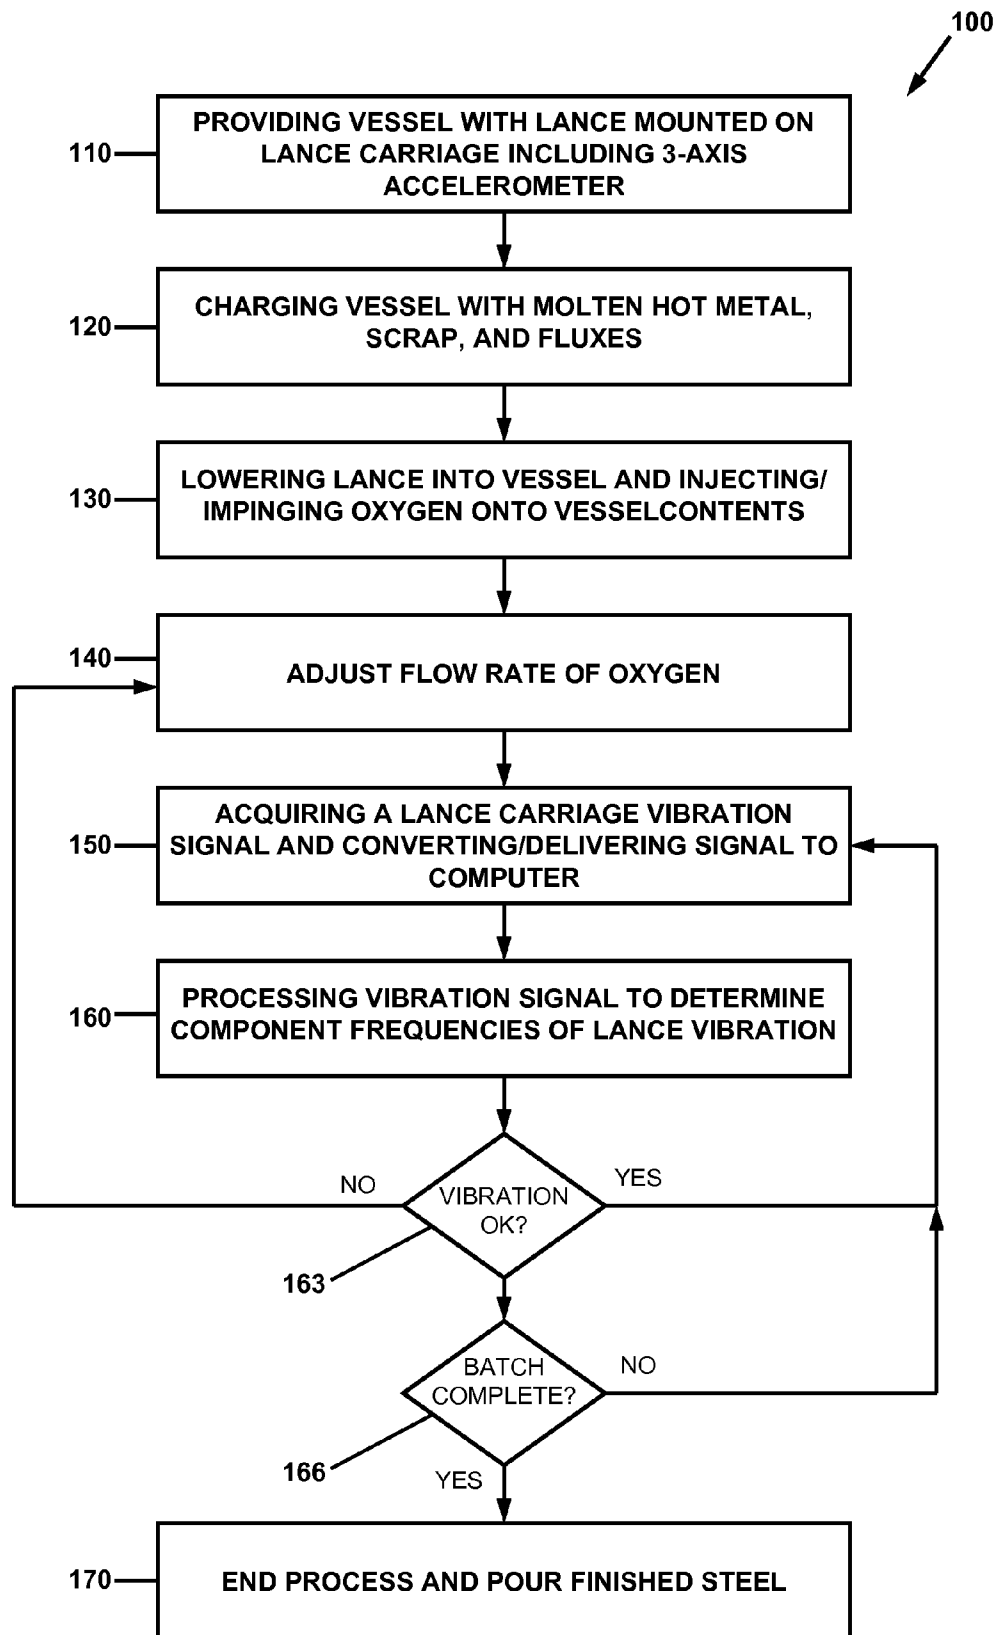 100
PROVIDING VESSEL WITH LANCE MOUNTED ON
110
LANCE CARRIAGE INCLUDING 3-AXIS
ACCELEROMETER
CHARGING VESSEL WITH MOLTEN HOT METAL,
120
SCRAP, AND FLUXES
LOWERING LANCE INTO VESSEL AND INJECTING/
130
IMPINGING OXYGEN ONTO VESSELCONTENTS
140
ADJUST FLOW RATE OF OXYGEN
ACQUIRING A LANCE CARRIAGE VIBRATION
150
SIGNAL AND CONVERTING/DELIVERING SIGNAL TO
COMPUTER
PROCESSING VIBRATION SIGNAL TO DETERMINE
160
COMPONENT FREQUENCIES OF LANCE VIBRATION
NO
YES
VIBRATION
OK?
163
BATCH
COMPLETE?
NO
166
YES
170
END PROCESS AND POUR FINISHED STEEL